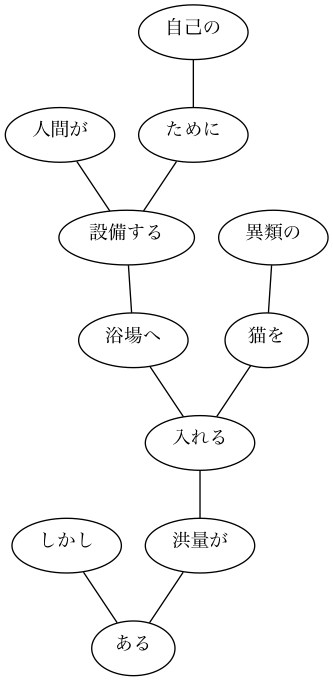 自己の
人間が
ために
設備する
異類の
浴場へ
猫を
入れる
しかし
洪量が
ある